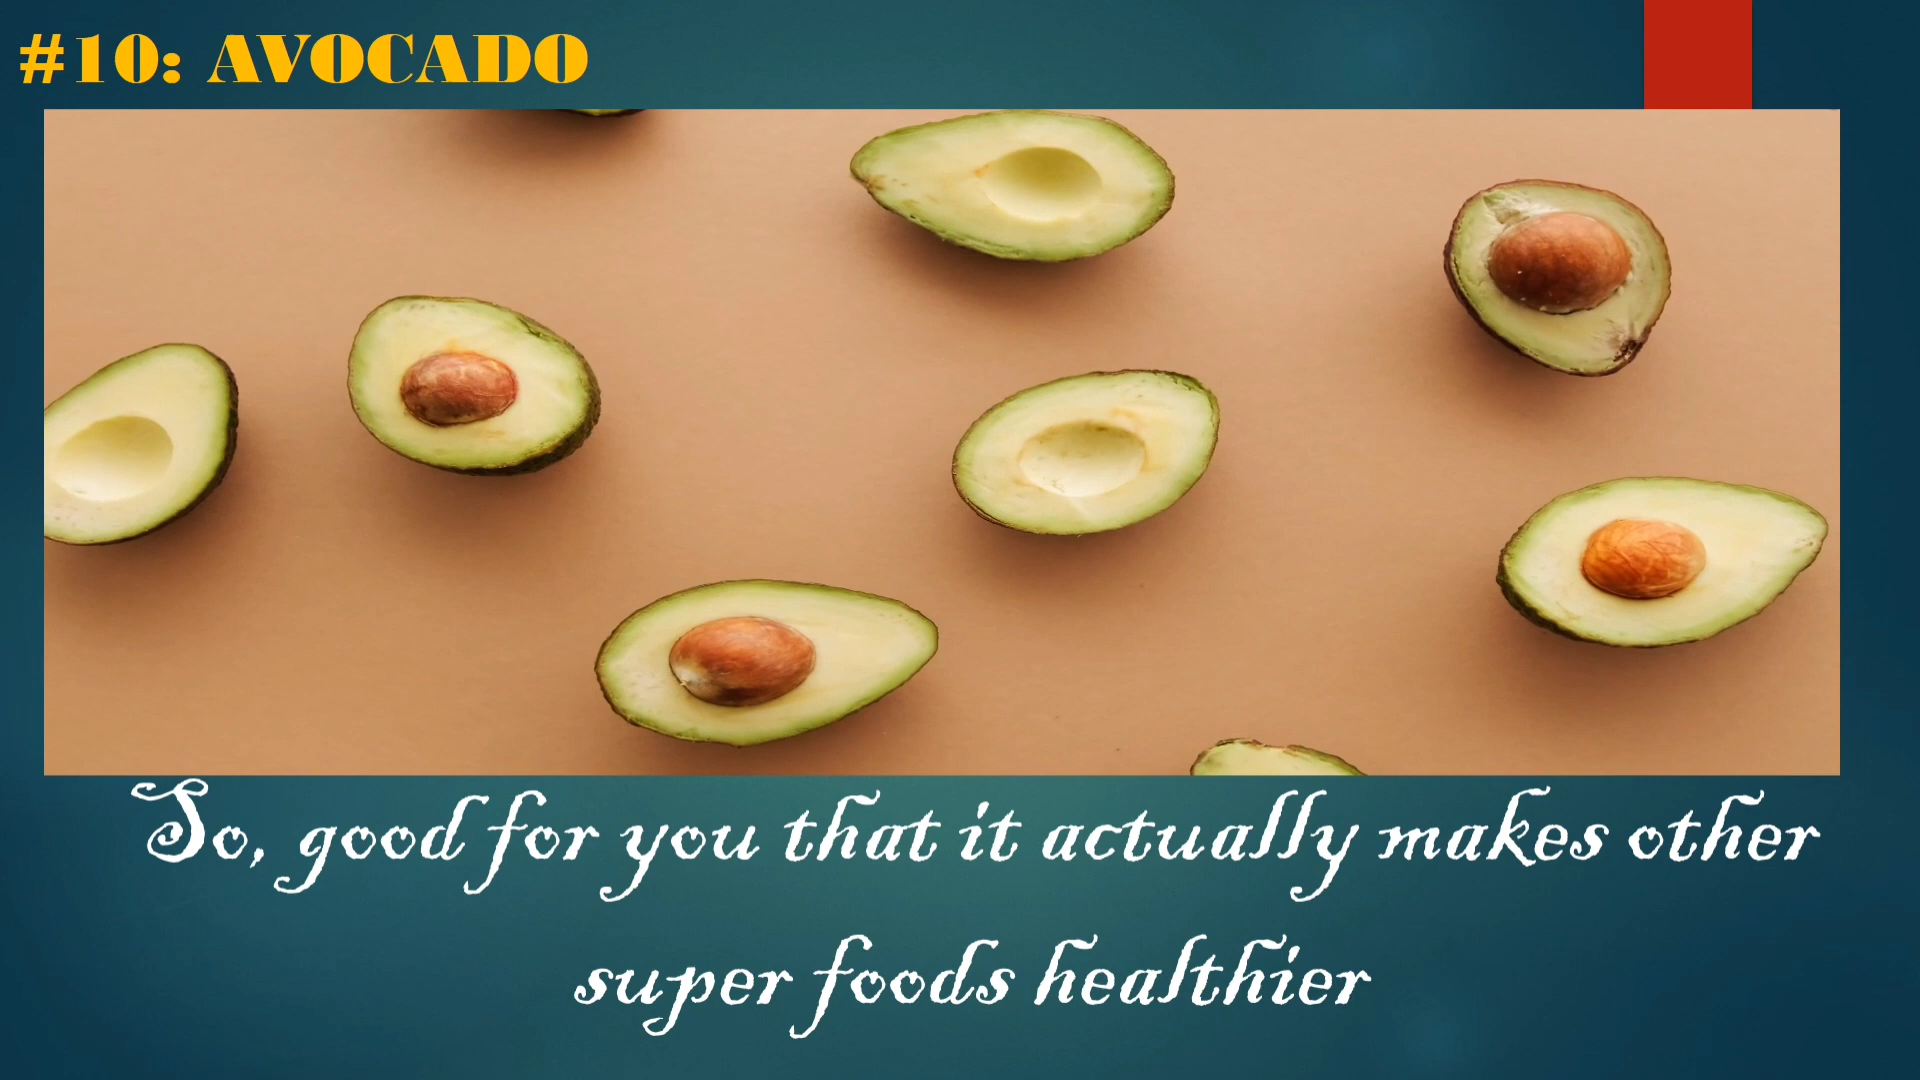 #10: AVOCADO
So, good for you that it actually makes other
super foods healthier